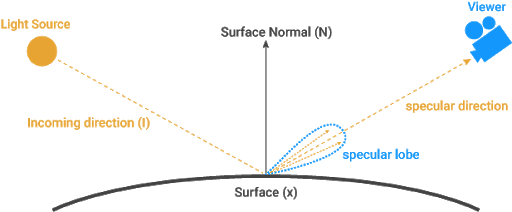 Light Source
Viewer
Surface Normal (N)
Incoming direction (I)
specular direction
specular lobe
Surface (x)